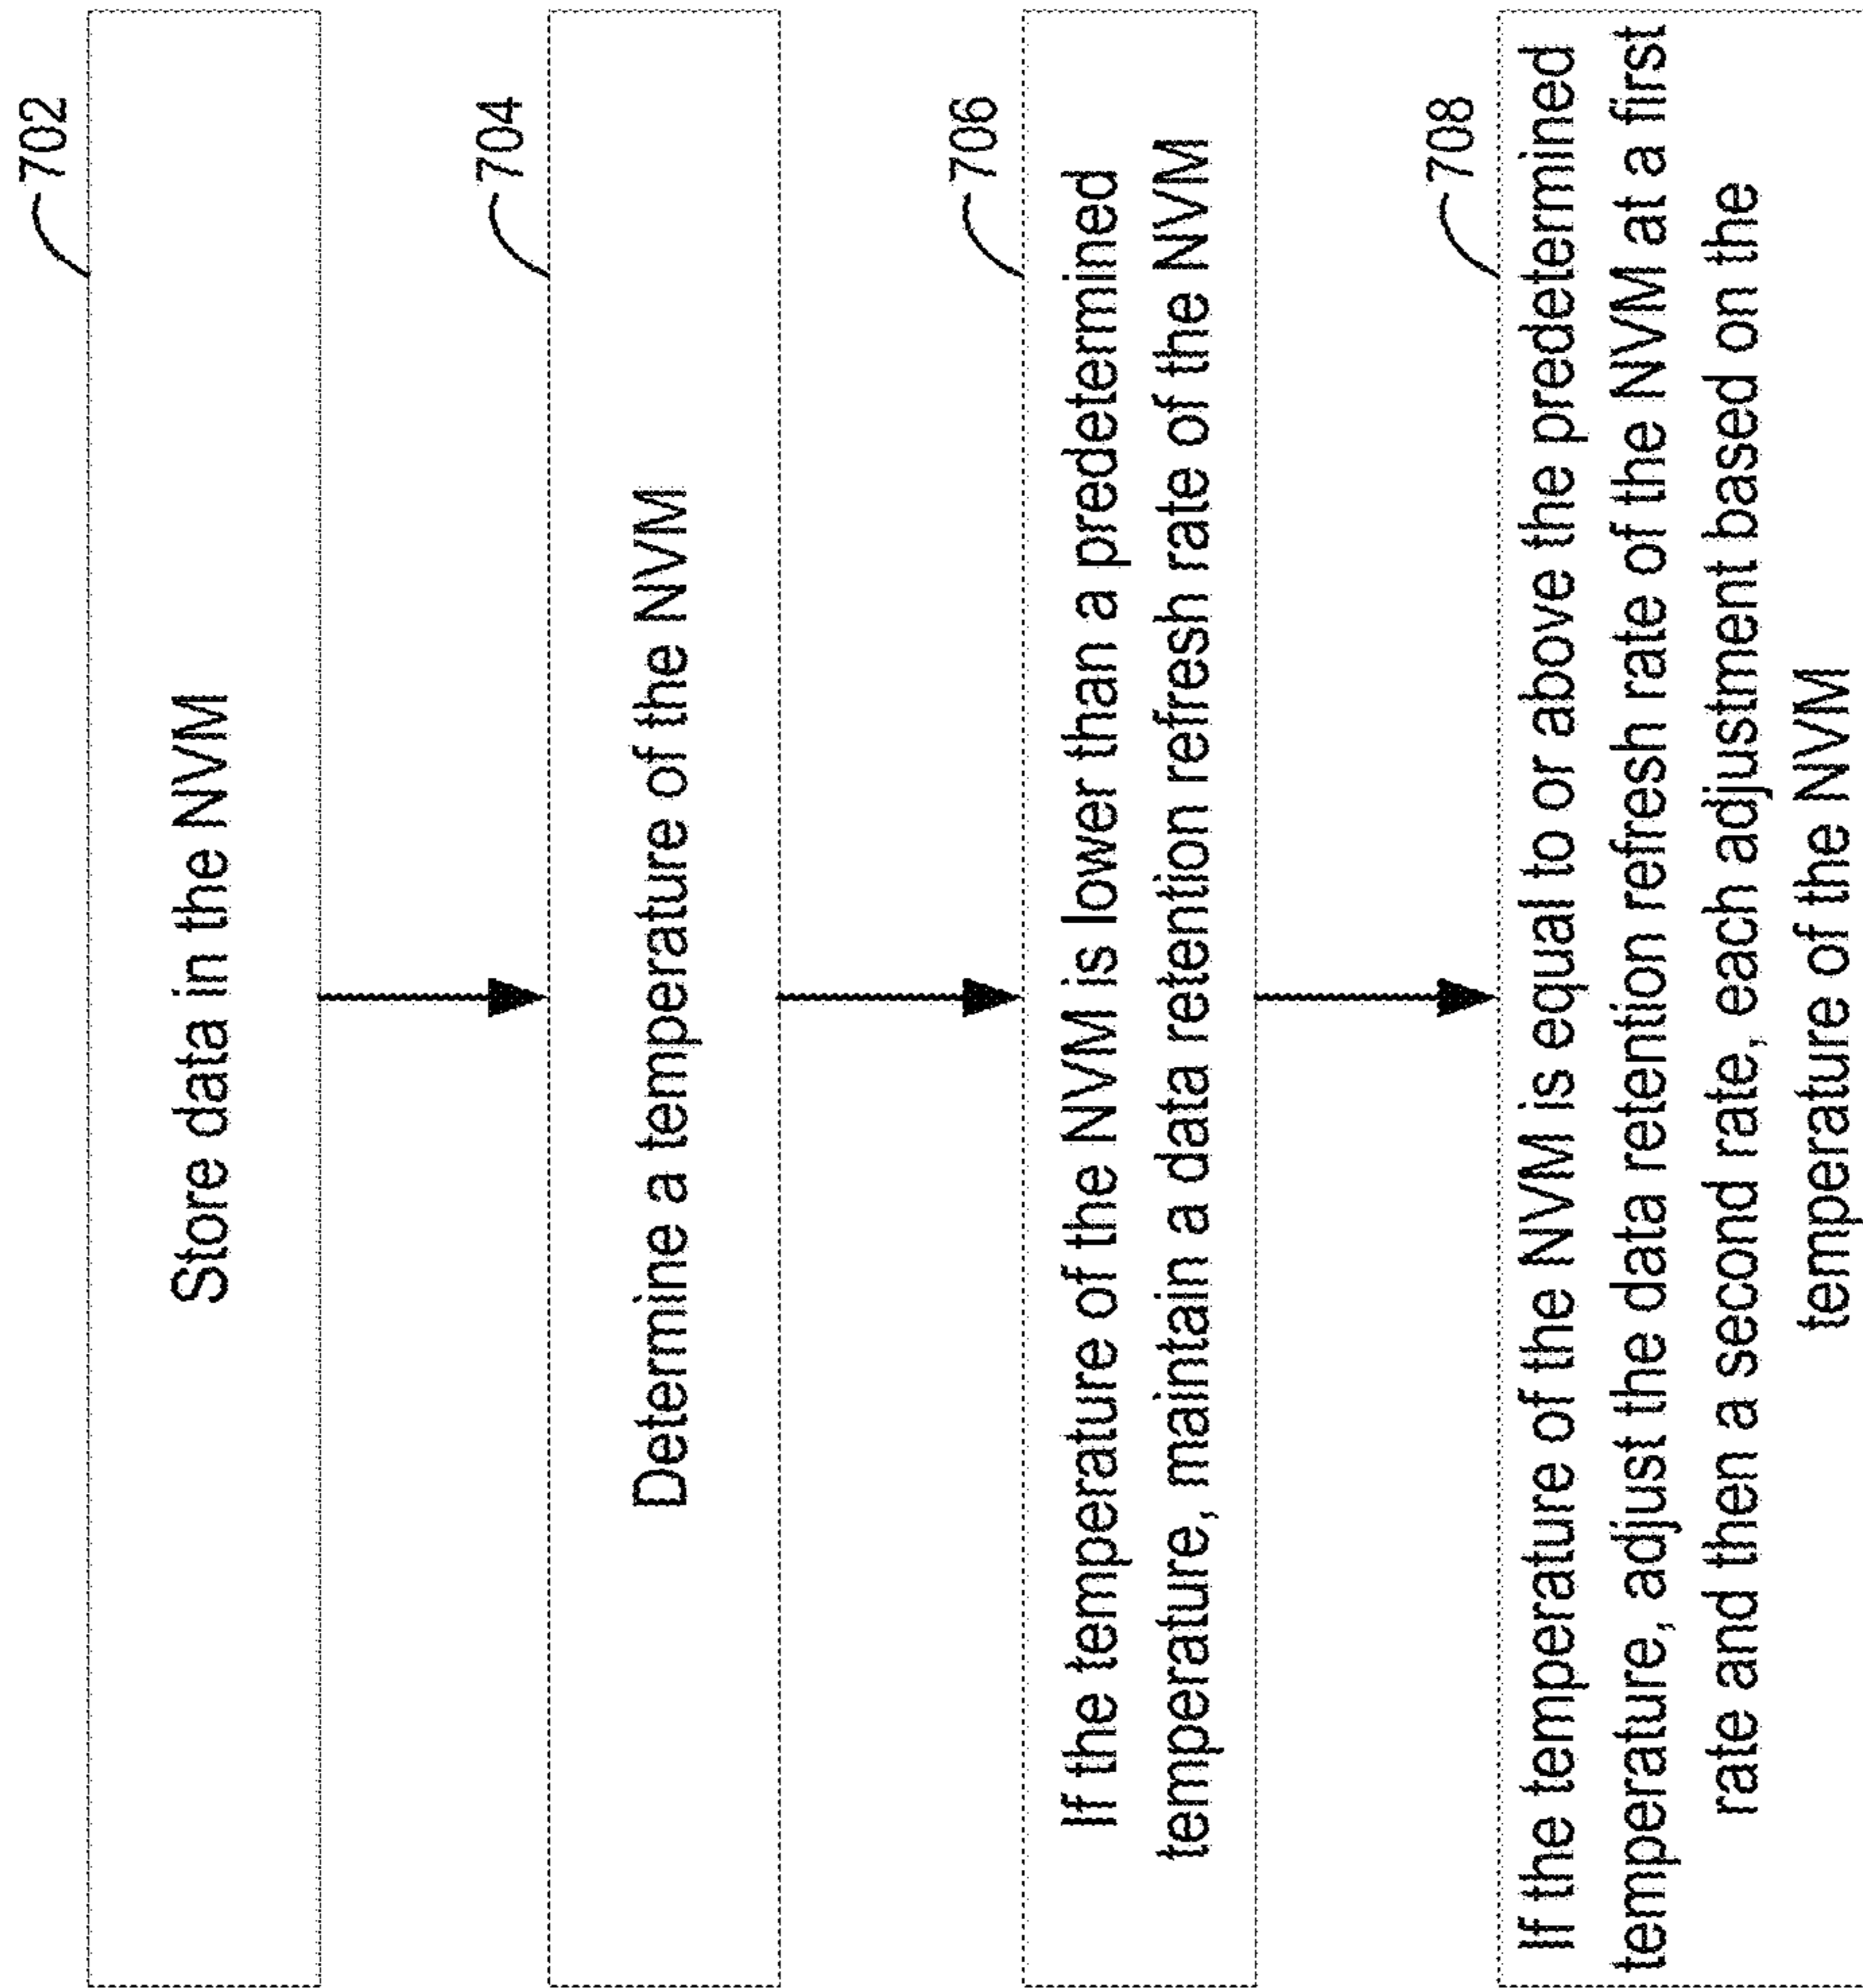 702
Store data in the NVM
704
Determine a temperature of the NVM
706
If the temperature of the NVM is lower than a predetermined
temperature, maintain a data retention refresh rate of the NVM
708
If the temperature of the NVM is equal to or above the predetermined
temperature, adjust the data retention refresh rate of the NVM at a first
rate and then a second rate, each adjustment based on the
temperature of the NVM